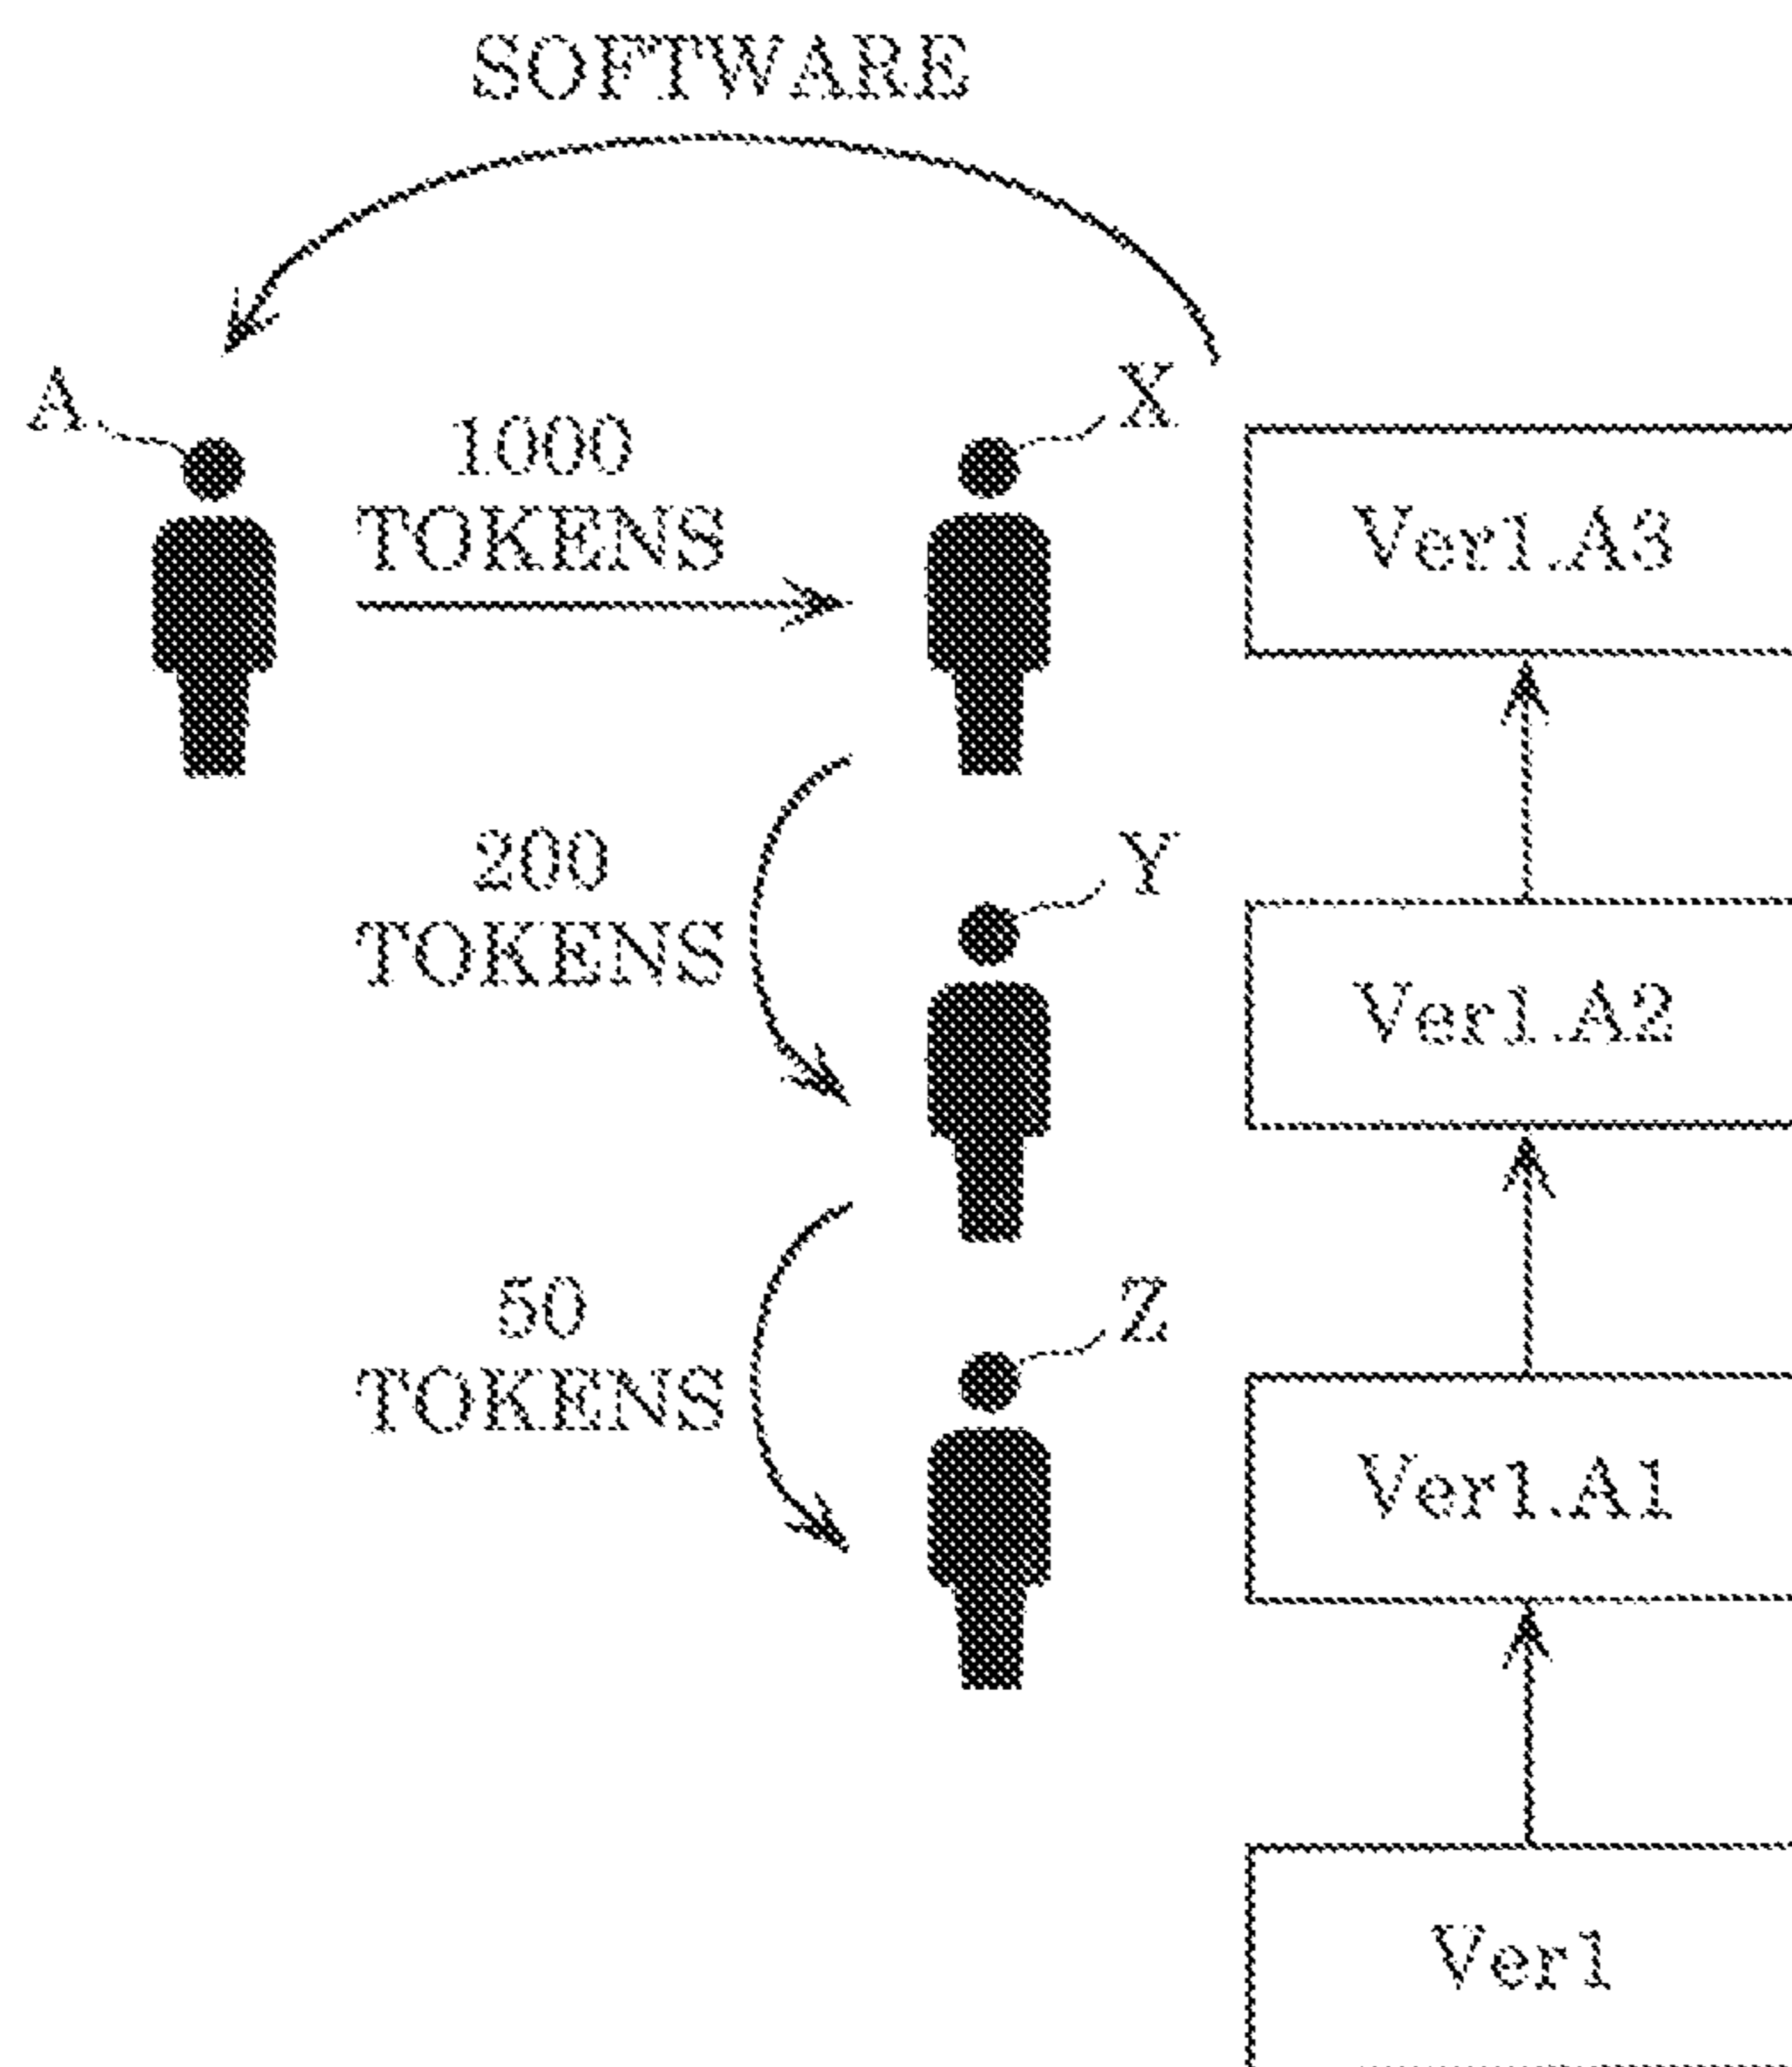 SOFTWARE
A
1000
TOKENS
X
Ver1.A3
200
TOKENS
Y
Ver1.A2
50
TOKENS
Z
Ver1.A1
Ver1